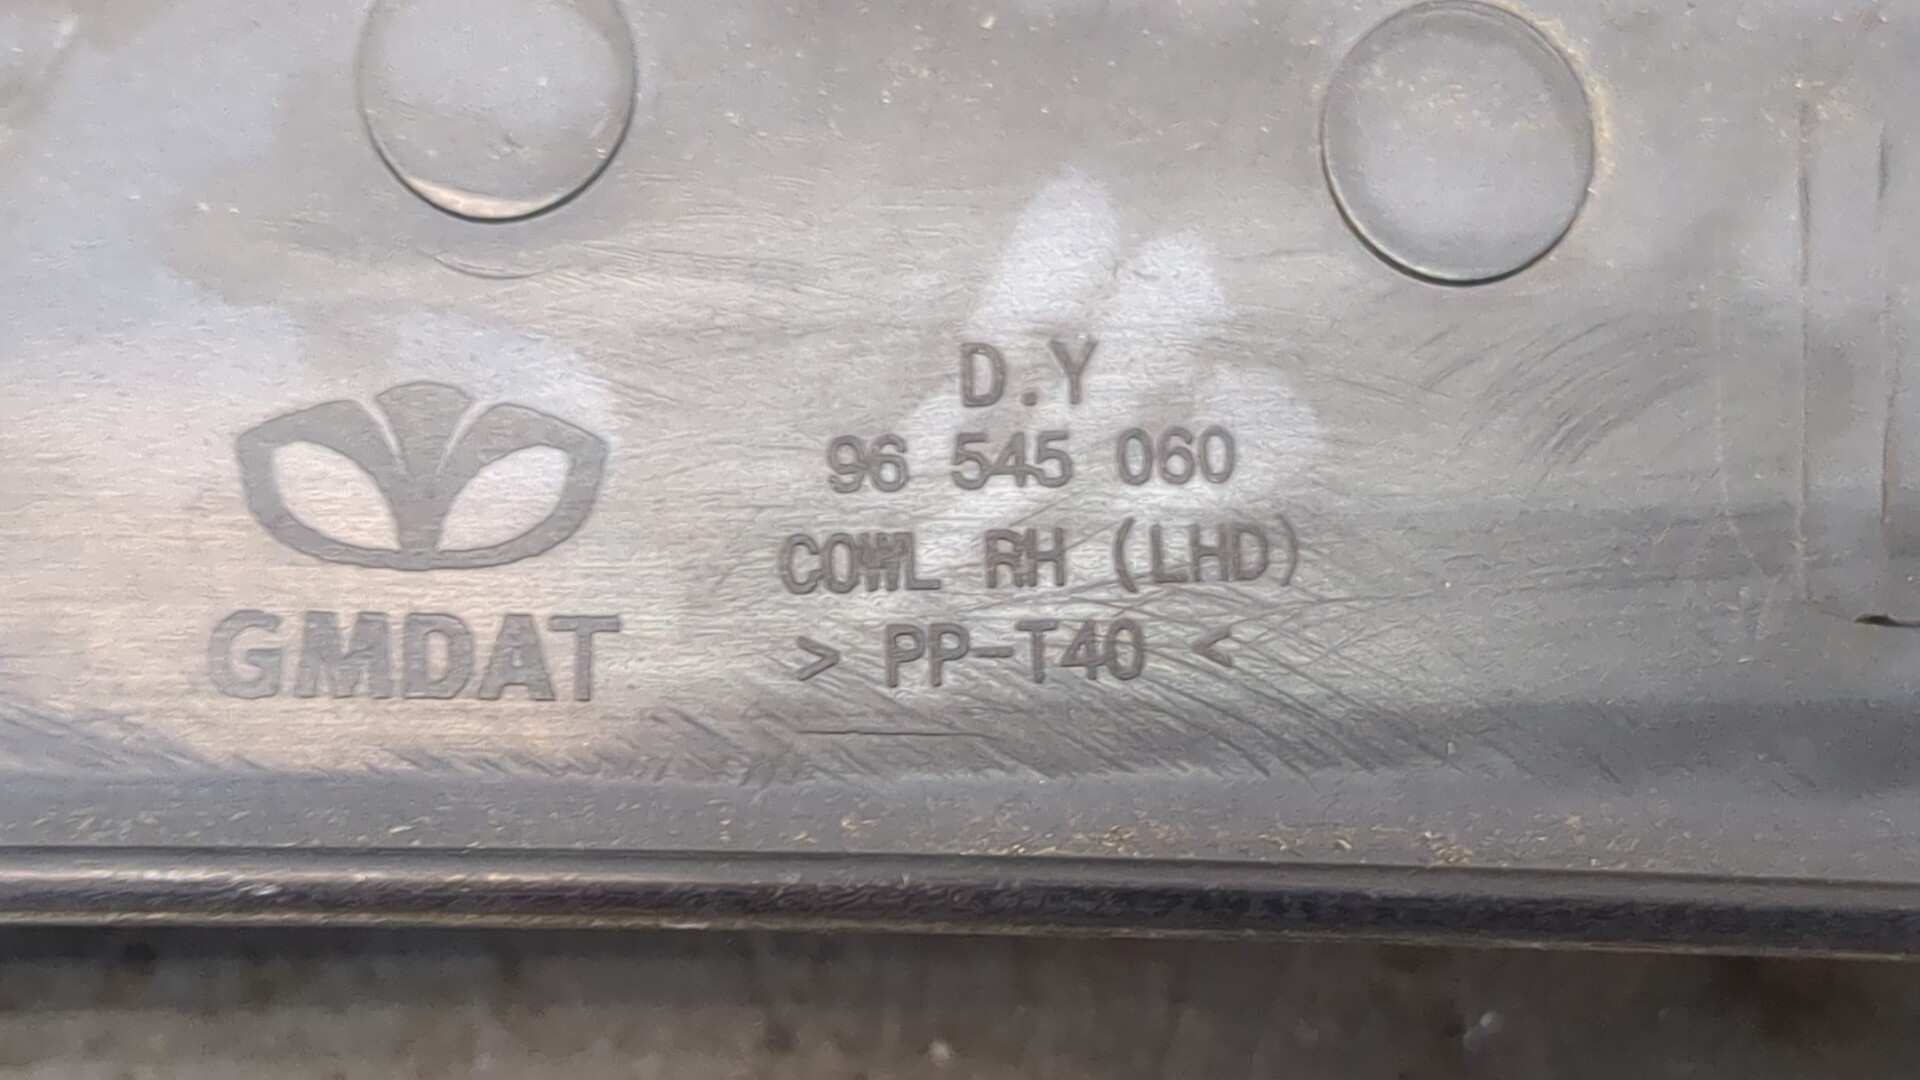 D.Y
96 545 060
COWL RH (LHD)
> PP-T40 <
GMDAT